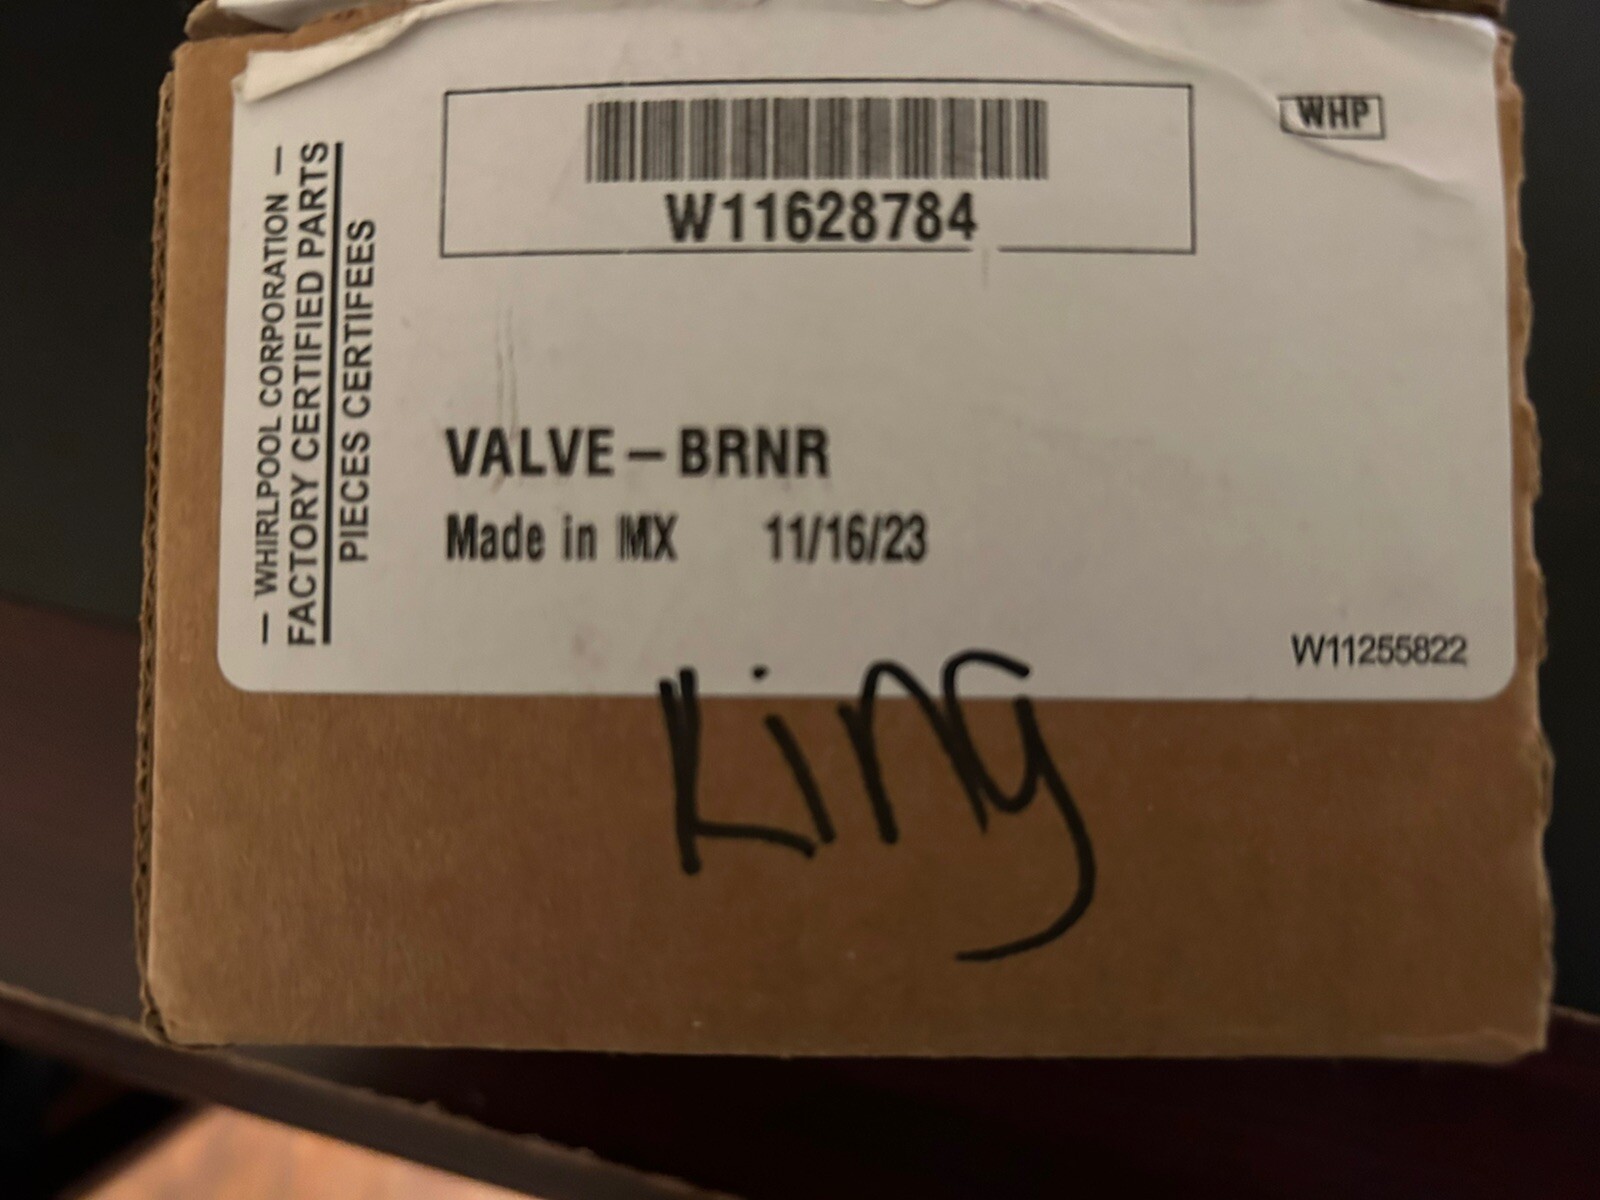 — WHIRLPOOL CORPORATION —
FACTORY CERTIFIED PARTS
PIECES CERTIFEES
WHP
W11628784
VALVE-BRNR
Made in MX 11/16/23
W11255822
King